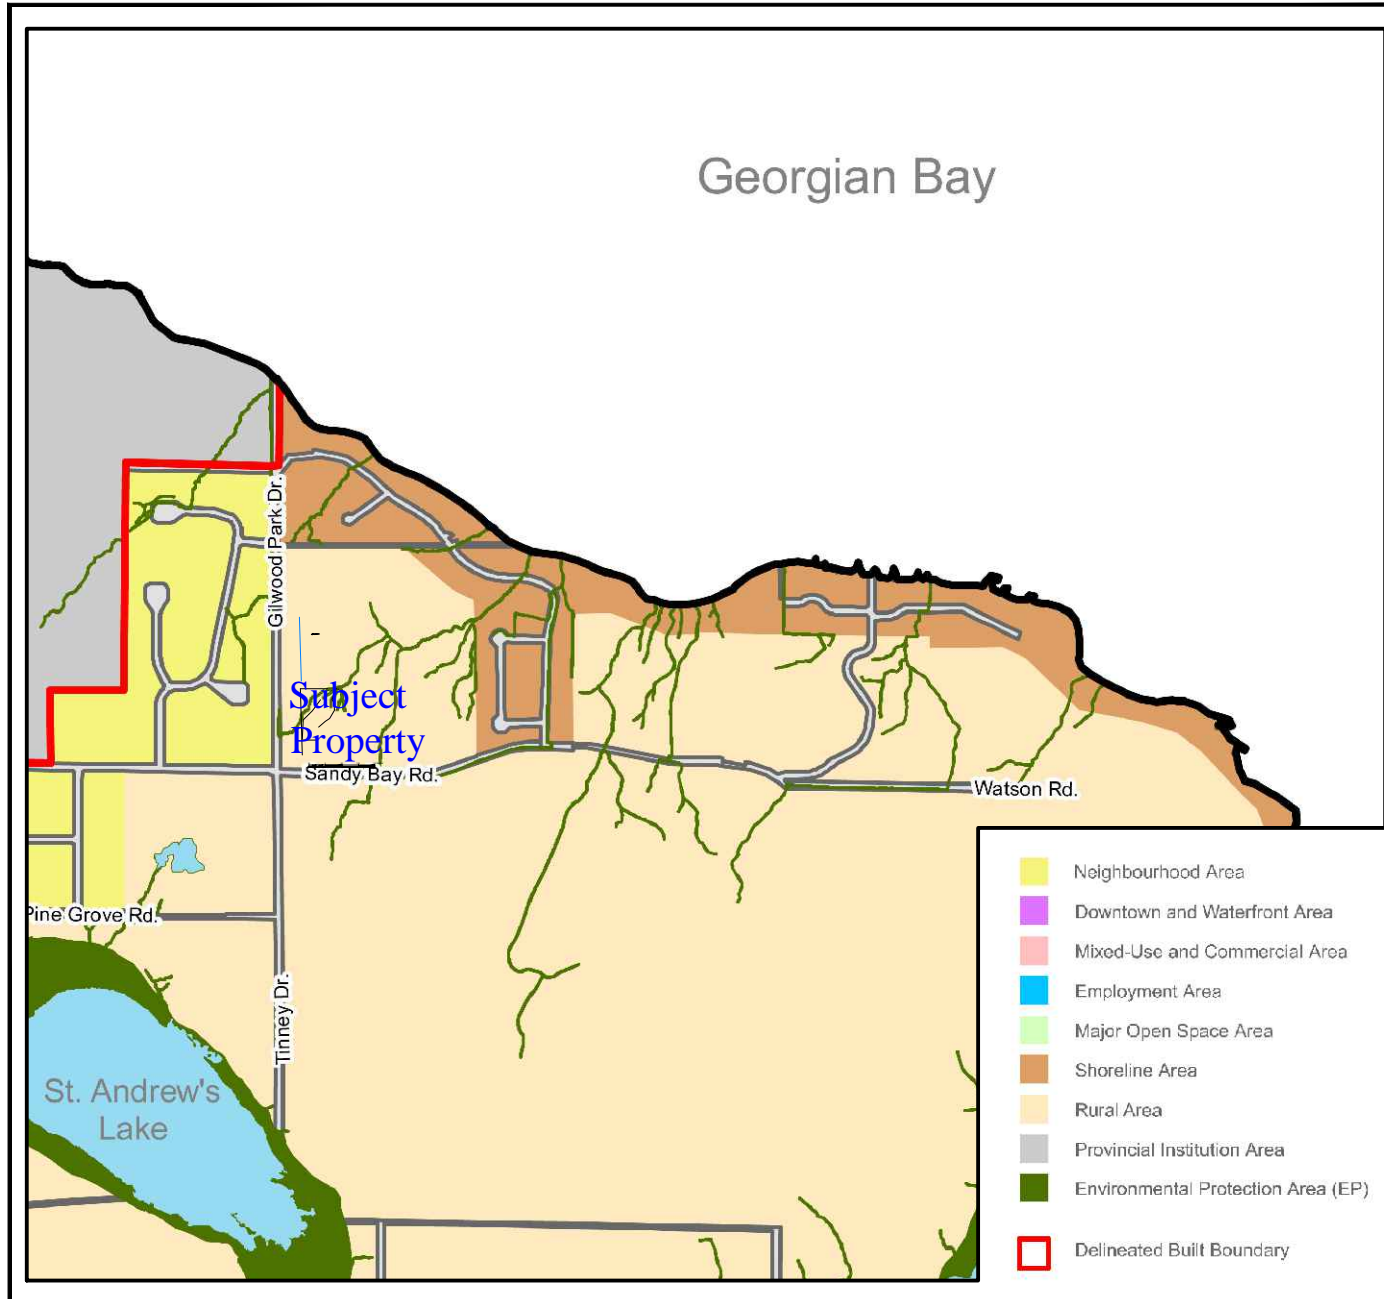 Georgian Bay
Gilwood Park Dr.
Subject
Property
Sandy Bay Rd.
Watson Rd.
Pine Grove Rd.
Tinney Dr.
St. Andrew's
Lake
Neighbourhood Area
Downtown and Waterfront Area
Mixed-Use and Commercial Area
Employment Area
Major Open Space Area
Shoreline Area
Rural Area
Provincial Institution Area
Environmental Protection Area (EP)
Delineated Built Boundary